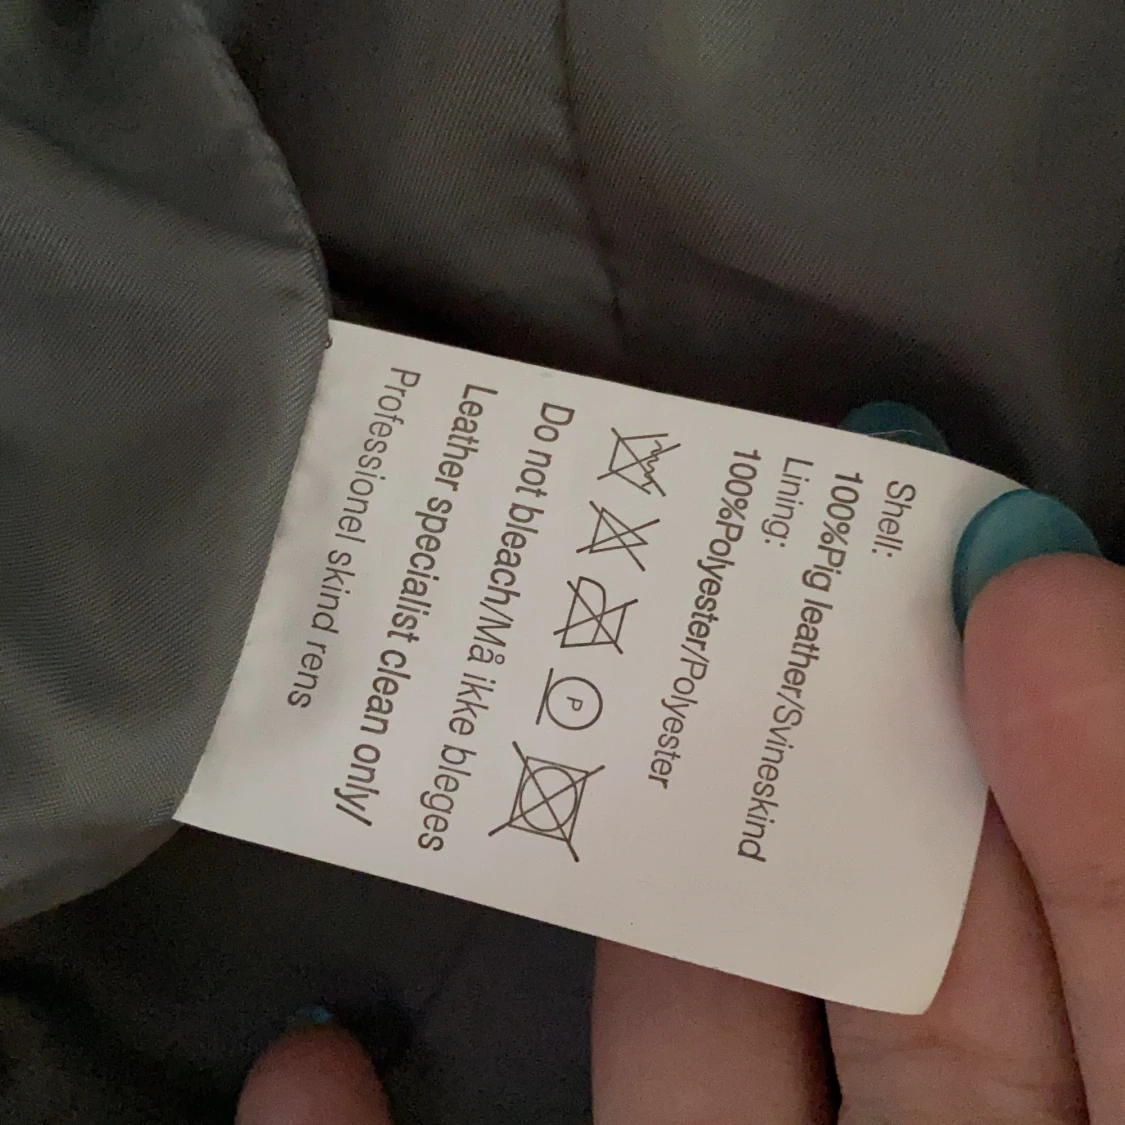 Shell:
100%Pig leather/Svineskind
Lining:
100%Polyester/Polyester
P
Do not bleach/Må ikke bleges
Leather specialist clean only/
Professionel skind rens